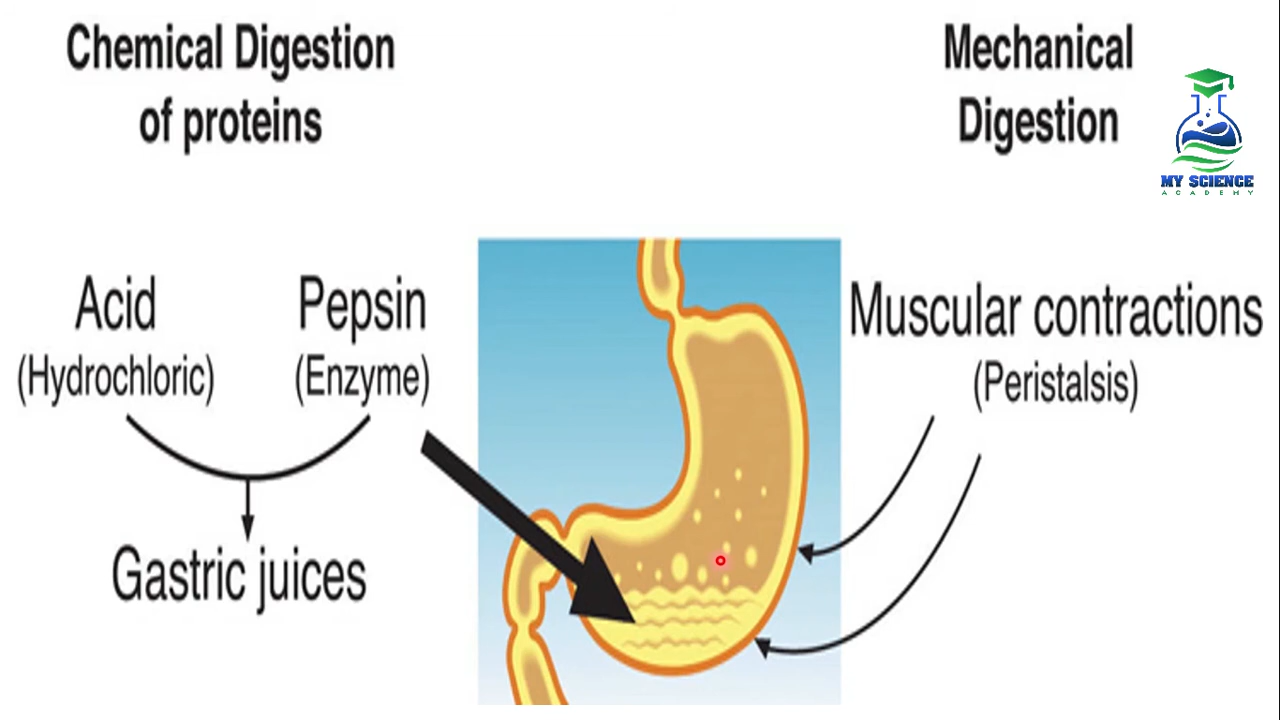 Chemical Digestion
of proteins
Mechanical
Digestion
MY SCIENCE
ACADEMY
Acid
(Hydrochloric)
Pepsin
(Enzyme)
Gastric juices
Muscular contractions
(Peristalsis)